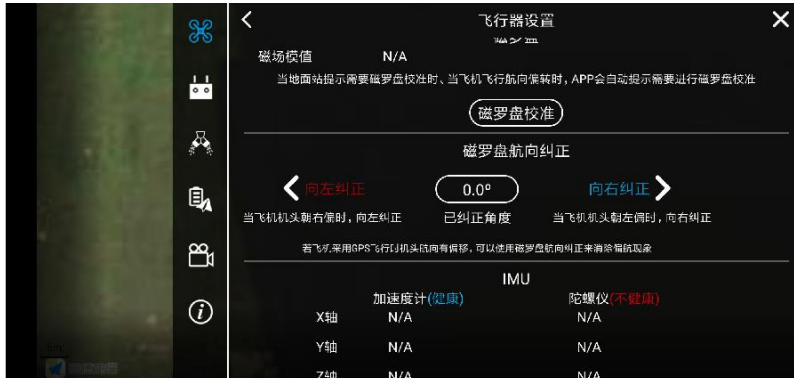 飞行器设置
磁罗盘
磁场模值 N/A
当地面站提示需要磁罗盘校准时、当飞机飞行航向偏转时，APP会自动提示需要进行磁罗盘校准
磁罗盘校准
磁罗盘航向纠正
向左纠正 0.0° 向右纠正
当飞机机头朝右偏时，向左纠正 已纠正角度 当飞机机头朝左偏时，向右纠正
若飞机采用GPS飞行时机头航向有偏移，可以使用磁罗盘航向纠正来消除偏航现象
IMU
加速度计(健康) 陀螺仪(不健康)
X轴 N/A N/A
Y轴 N/A N/A
Z轴 N/A N/A